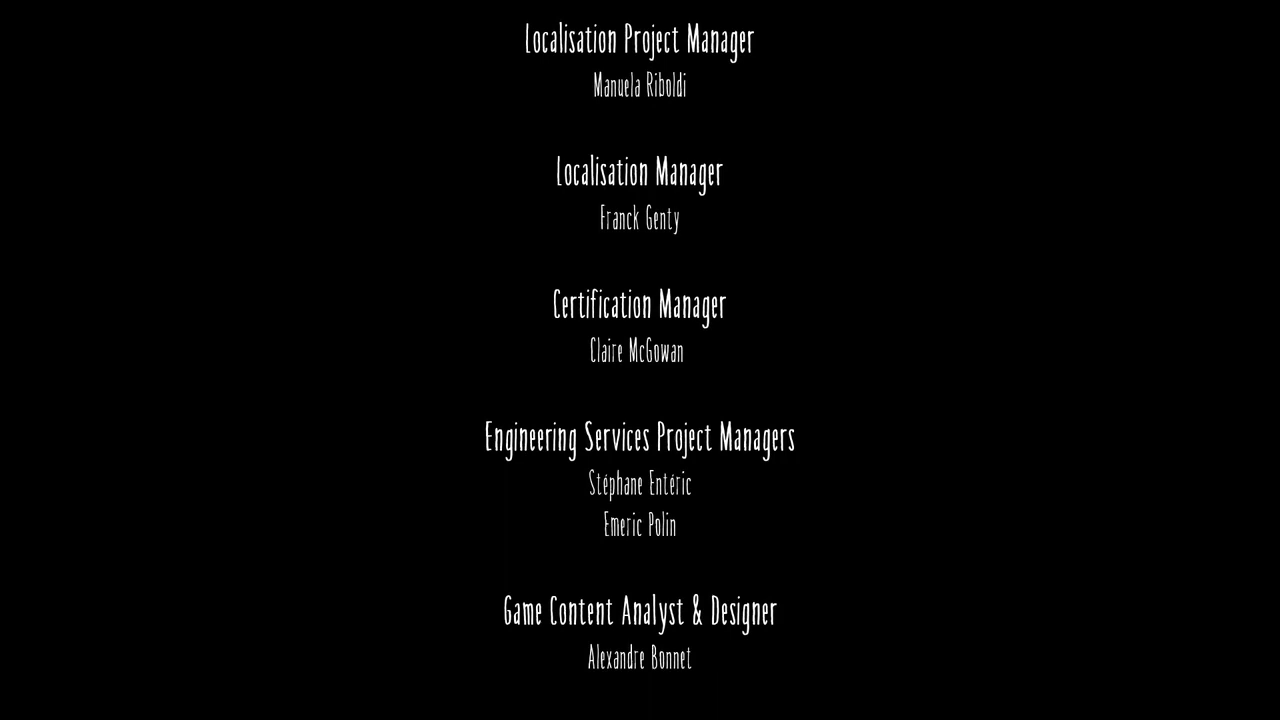 Localisation Project Manager
Manuela Riboldi
Localisation Manager
Franck Genty
Certification Manager
Claire McGowan
Engineering Services Project Managers
Stéphane Entéric
Emeric Polin
Game Content Analyst & Designer
Alexandre Bonnet